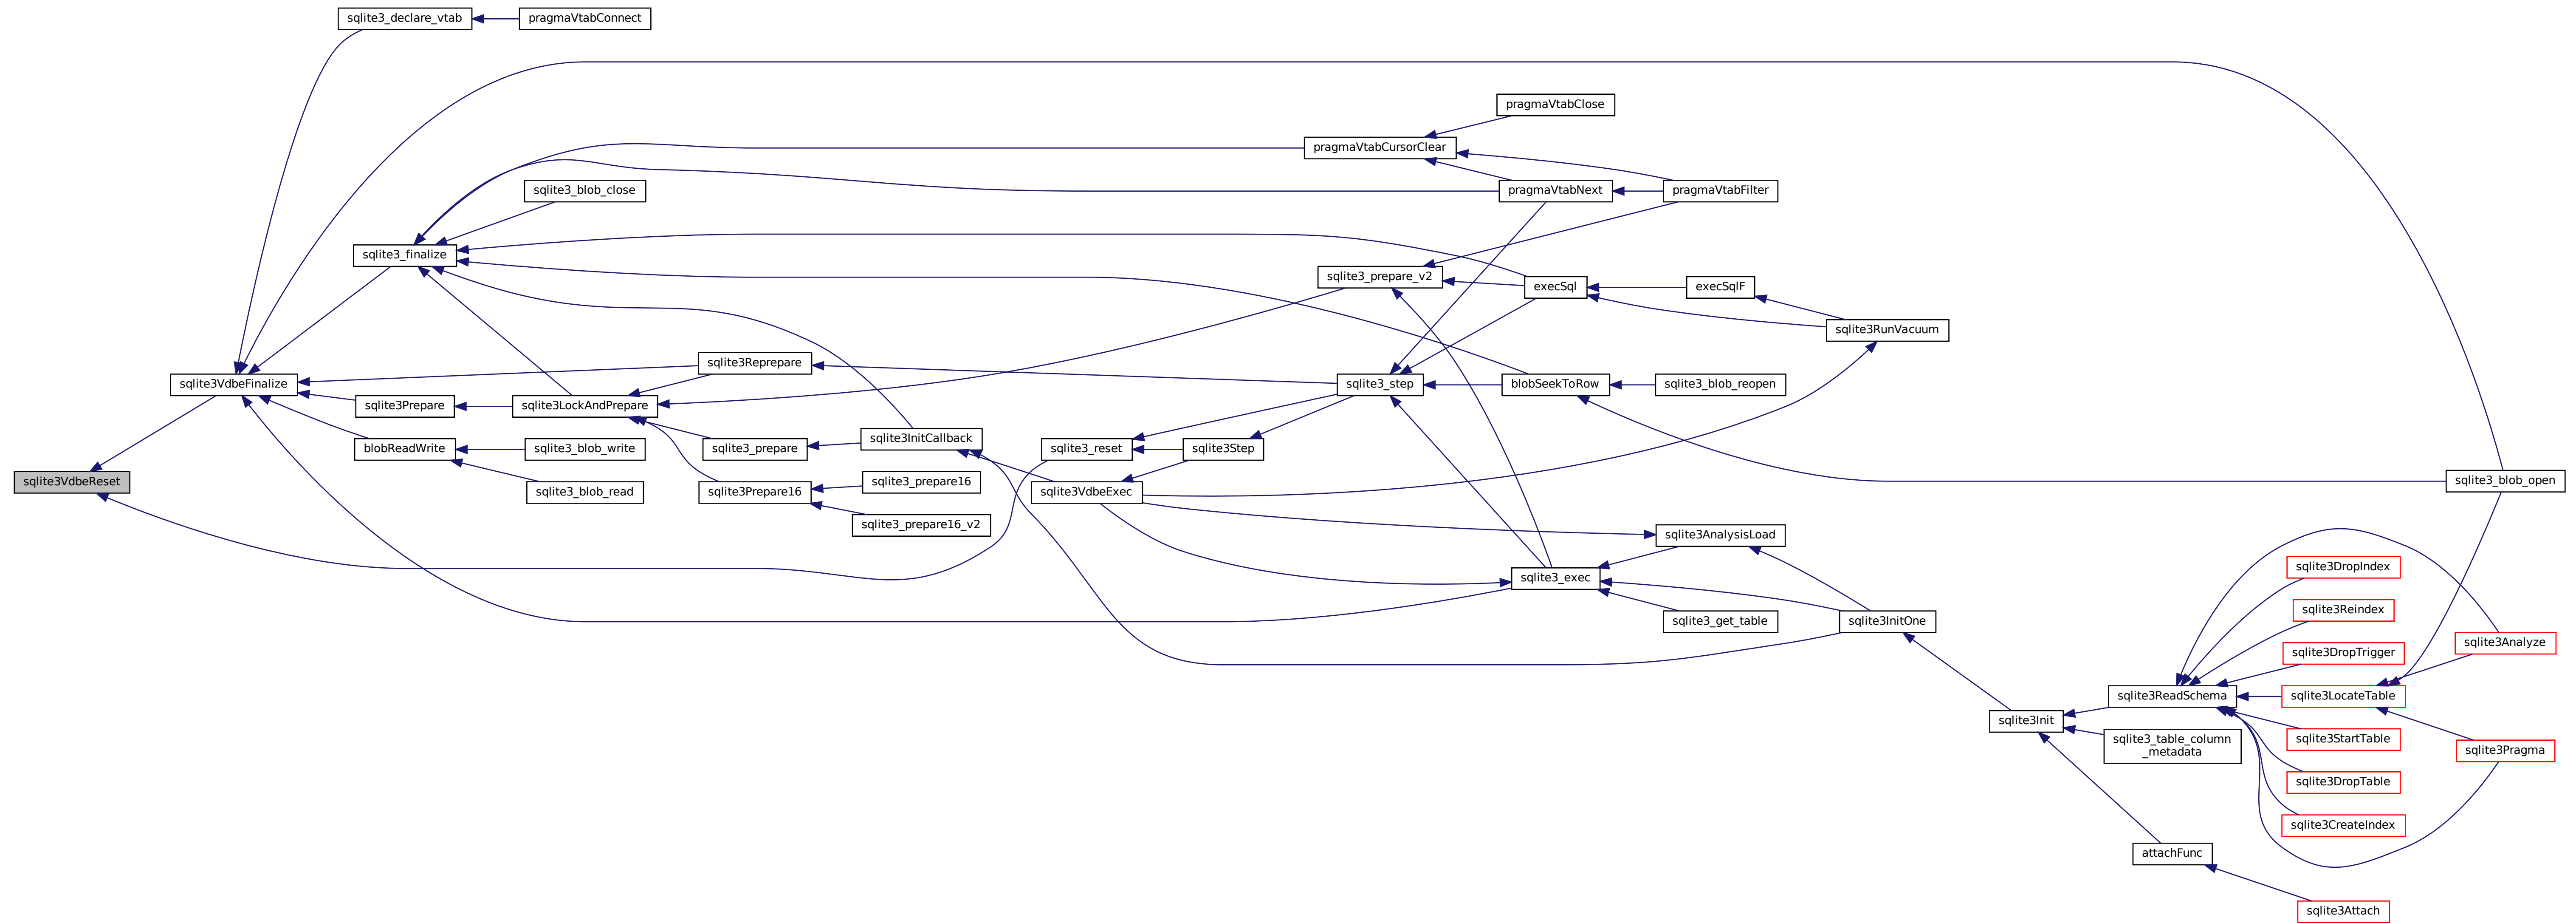 sqlite3_declare_vtab
pragmaVtabConnect
pragmaVtabClose
pragmaVtabCursorClear
sqlite3_blob_close
pragmaVtabNext
pragmaVtabFilter
sqlite3_finalize
sqlite3_prepare_v2
execSql
execSqlF
sqlite3RunVacuum
sqlite3Reprepare
sqlite3VdbeFinalize
sqlite3_step
blobSeekToRow
sqlite3_blob_reopen
sqlite3Prepare
sqlite3LockAndPrepare
sqlite3InitCallback
blobReadWrite
sqlite3_blob_write
sqlite3_prepare
sqlite3_reset
sqlite3Step
sqlite3VdbeReset
sqlite3_prepare16
sqlite3_blob_open
sqlite3_blob_read
sqlite3Prepare16
sqlite3VdbeExec
sqlite3_prepare16_v2
sqlite3AnalysisLoad
sqlite3DropIndex
sqlite3_exec
sqlite3Reindex
sqlite3_get_table
sqlite3InitOne
sqlite3Analyze
sqlite3DropTrigger
sqlite3ReadSchema
sqlite3LocateTable
sqlite3Init
sqlite3_table_column
_metadata
sqlite3StartTable
sqlite3Pragma
sqlite3DropTable
sqlite3CreateIndex
attachFunc
sqlite3Attach